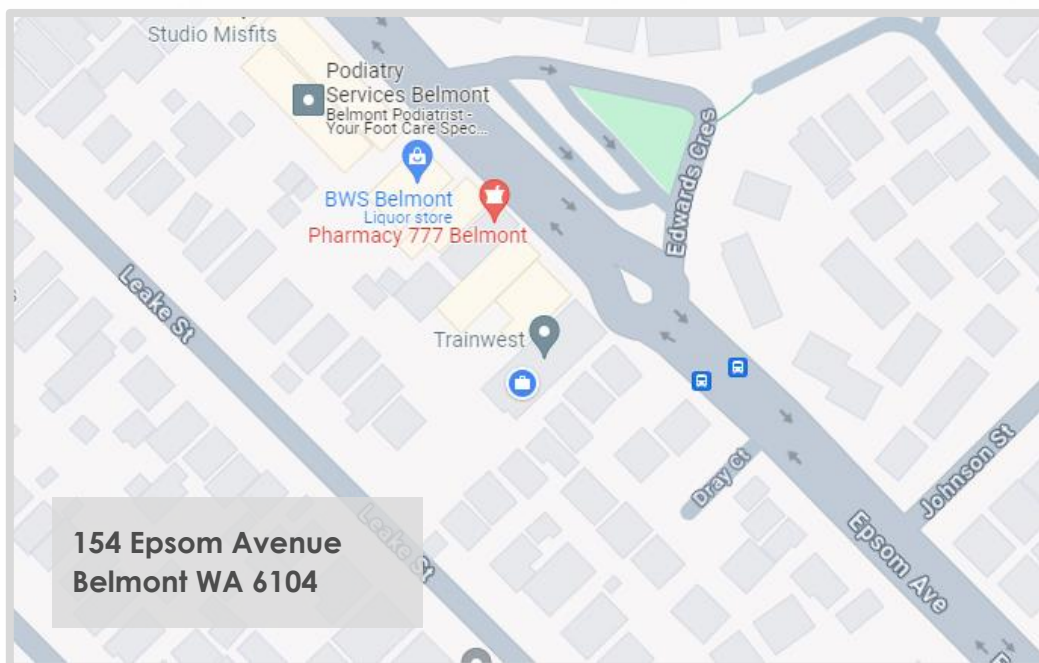 Studio Misfits
Podiatry
Services Belmont
Belmont Podiatrist -
Your Foot Care Spec...
BWS Belmont
Liquor store
Pharmacy 777 Belmont
Edwards Cres
Leake St
Trainwest
Dray Ct
Johnson St
Epsom Ave
Leake St
154 Epsom Avenue
Belmont WA 6104